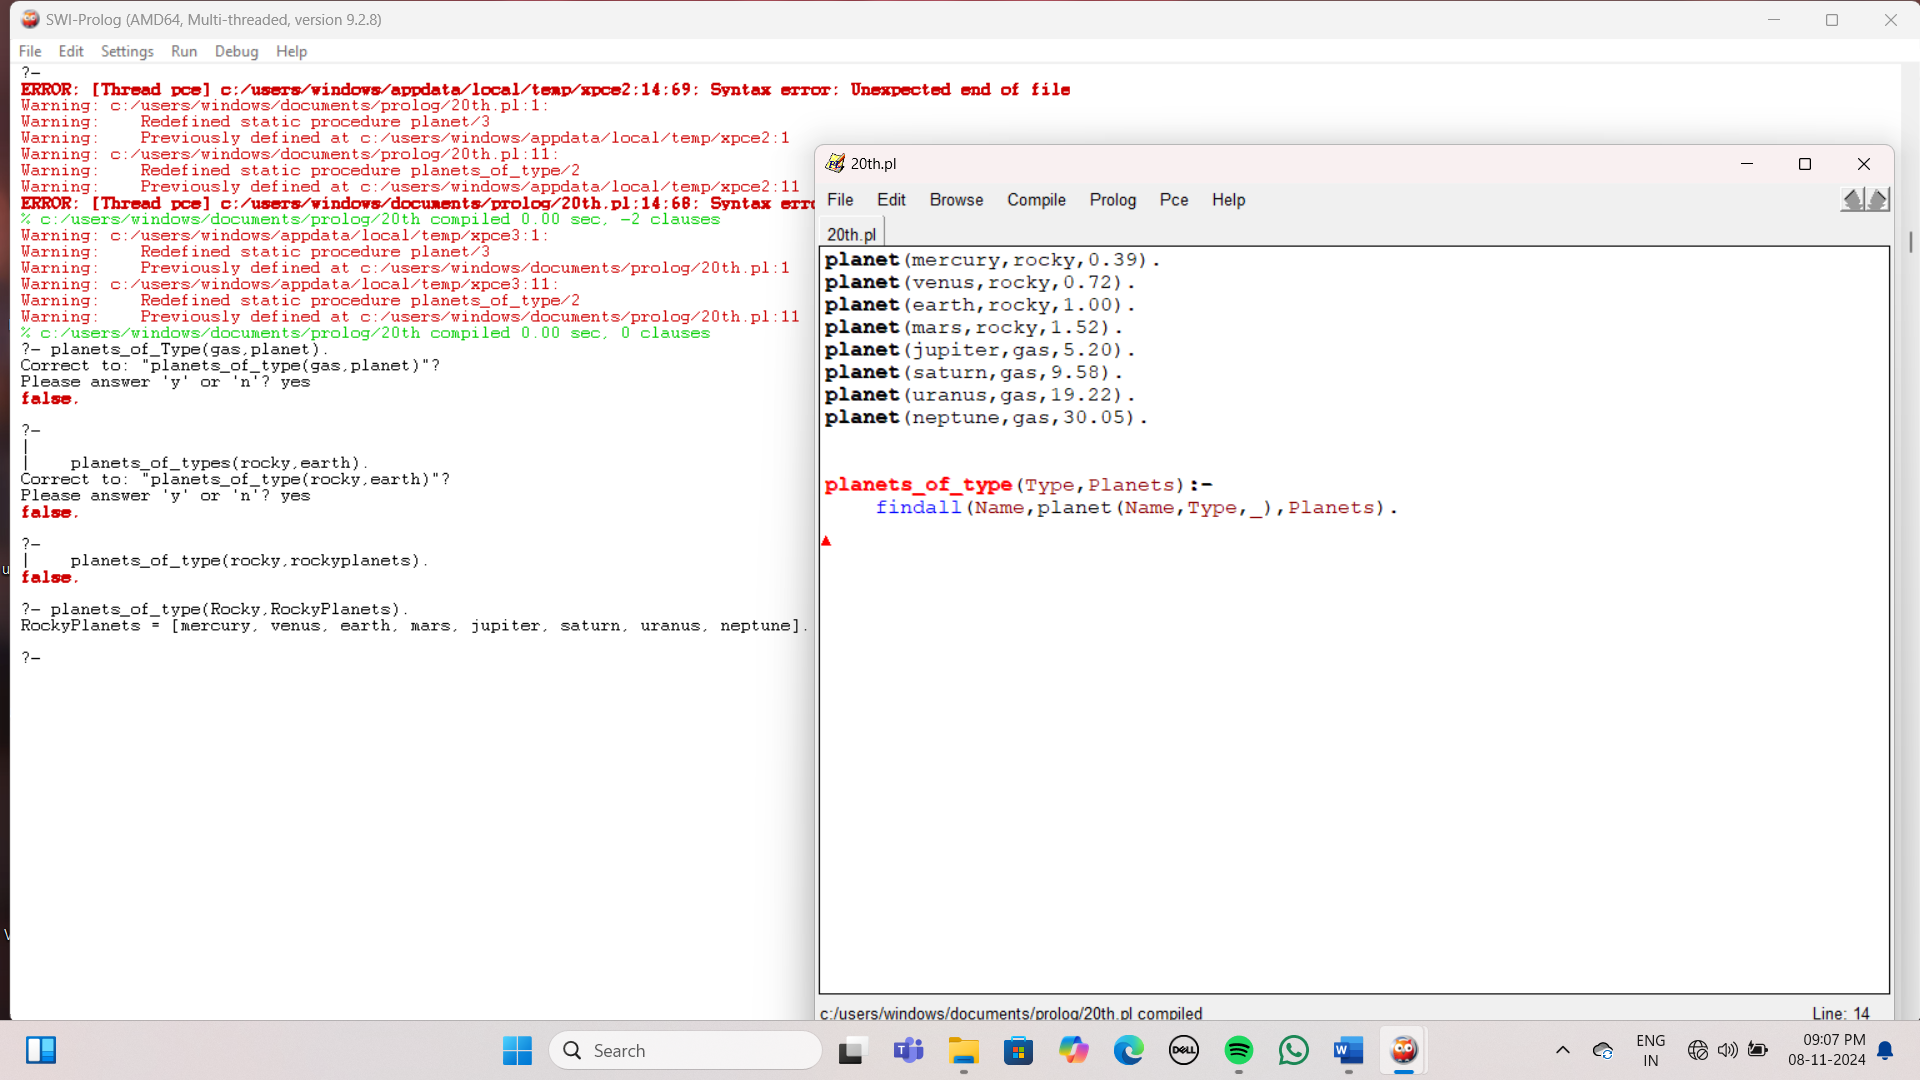 SWI-Prolog (AMD64, Multi-threaded, version 9.2.8)
File Edit Settings Run Debug Help
?-
ERROR: [Thread pce] c:/users/windows/appdata/local/temp/xpce2:14:69: Syntax error: Unexpected end of file
Warning: c:/users/windows/documents/prolog/20th.pl:1:
Warning:    Redefined static procedure planet/3
Warning:    Previously defined at c:/users/windows/appdata/local/temp/xpce2:1
Warning: c:/users/windows/documents/prolog/20th.pl:11:
Warning:    Redefined static procedure planets_of_type/2
Warning:    Previously defined at c:/users/windows/appdata/local/temp/xpce2:11
ERROR: [Thread pce] c:/users/windows/documents/prolog/20th.pl:14:68: Syntax erro
% c:/users/windows/documents/prolog/20th compiled 0.00 sec, -2 clauses
Warning: c:/users/windows/appdata/local/temp/xpce3:1:
Warning:    Redefined static procedure planet/3
Warning:    Previously defined at c:/users/windows/documents/prolog/20th.pl:1
Warning: c:/users/windows/appdata/local/temp/xpce3:11:
Warning:    Redefined static procedure planets_of_type/2
Warning:    Previously defined at c:/users/windows/documents/prolog/20th.pl:11
% c:/users/windows/documents/prolog/20th compiled 0.00 sec, 0 clauses
?- planets_of_Type(gas,planet).
Correct to: "planets_of_type(gas,planet)"?
Please answer 'y' or 'n'? yes
false.
?-
|
|    planets_of_types(rocky,earth).
Correct to: "planets_of_type(rocky,earth)"?
Please answer 'y' or 'n'? yes
false.
?-
|    planets_of_type(rocky,rockyplanets).
false.
?- planets_of_type(Rocky,RockyPlanets).
RockyPlanets = [mercury, venus, earth, mars, jupiter, saturn, uranus, neptune].
?-
20th.pl
File Edit Browse Compile Prolog Pce Help
20th.pl
planet(mercury,rocky,0.39).
planet(venus,rocky,0.72).
planet(earth,rocky,1.00).
planet(mars,rocky,1.52).
planet(jupiter,gas,5.20).
planet(saturn,gas,9.58).
planet(uranus,gas,19.22).
planet(neptune,gas,30.05).
planets_of_type(Type,Planets):-
    findall(Name,planet(Name,Type,_),Planets).
c:/users/windows/documents/prolog/20th.pl compiled Line: 14
Search
DELL
ENG
IN
09:07 PM
08-11-2024